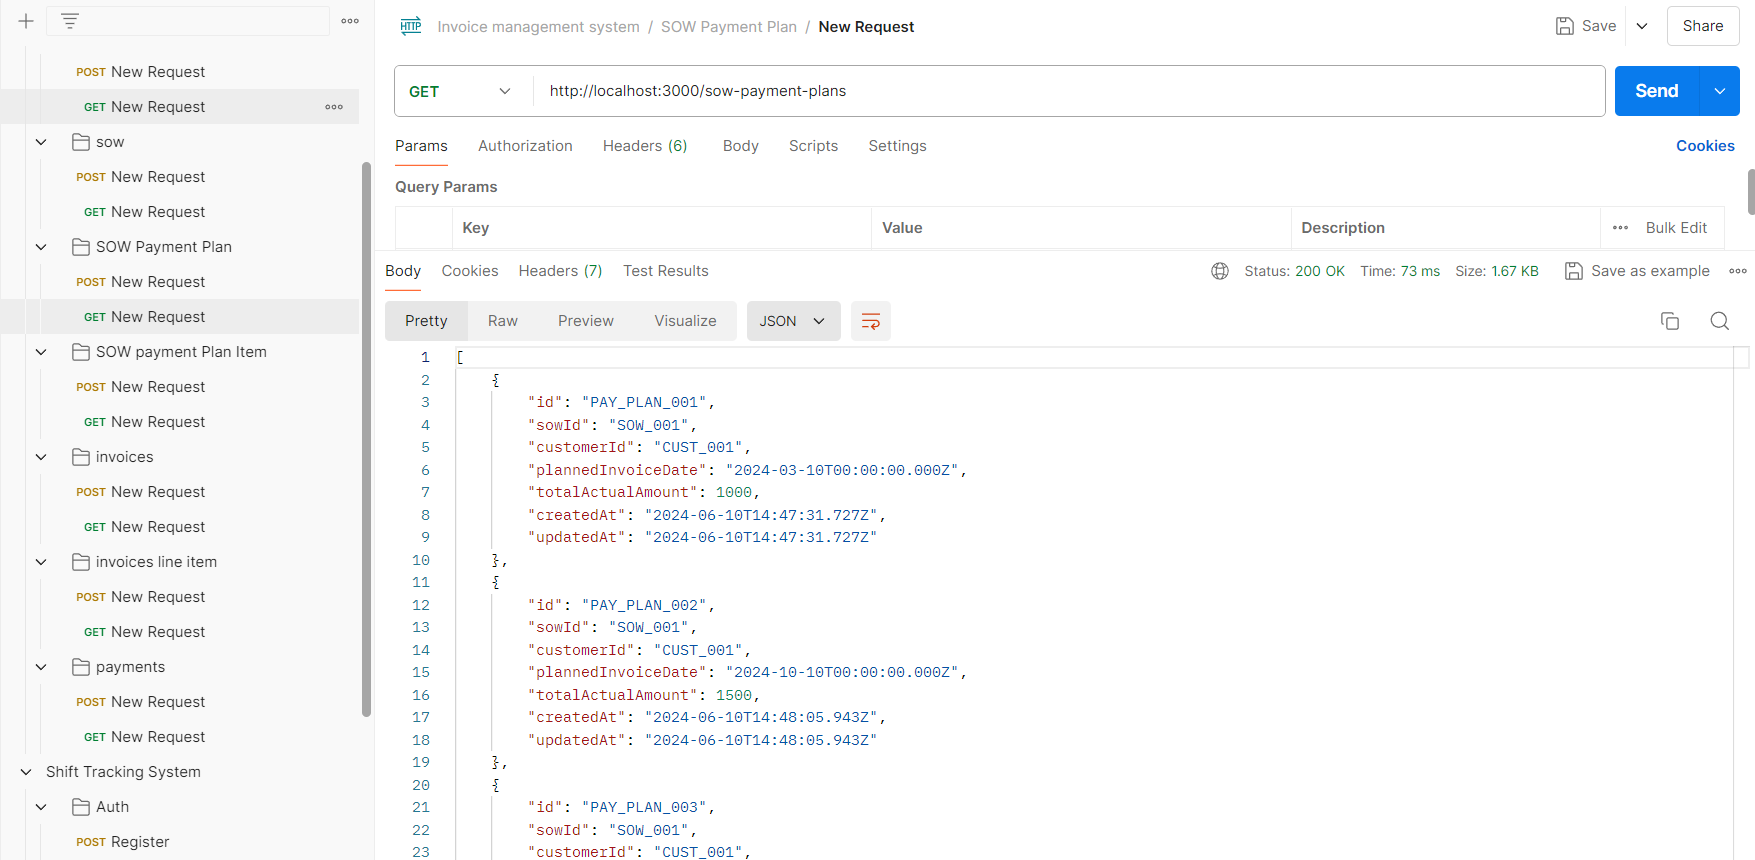 POST New Request
GET New Request
sow
POST New Request
GET New Request
SOW Payment Plan
POST New Request
GET New Request
SOW payment Plan Item
POST New Request
GET New Request
invoices
POST New Request
GET New Request
invoices line item
POST New Request
GET New Request
payments
POST New Request
GET New Request
Shift Tracking System
Auth
POST Register
HTTP Invoice management system / SOW Payment Plan / New Request
Save
Share
GET
http://localhost:3000/sow-payment-plans
Send
Params Authorization Headers (6) Body Scripts Settings Cookies
Query Params
Key Value Description Bulk Edit
Body Cookies Headers (7) Test Results Status: 200 OK Time: 73 ms Size: 1.67 KB Save as example
Pretty Raw Preview Visualize JSON
1 [
2 {
3 "id": "PAY_PLAN_001",
4 "sowId": "SOW_001",
5 "customerId": "CUST_001",
6 "plannedInvoiceDate": "2024-03-10T00:00:00.000Z",
7 "totalActualAmount": 1000,
8 "createdAt": "2024-06-10T14:47:31.727Z",
9 "updatedAt": "2024-06-10T14:47:31.727Z"
10 },
11 {
12 "id": "PAY_PLAN_002",
13 "sowId": "SOW_001",
14 "customerId": "CUST_001",
15 "plannedInvoiceDate": "2024-10-10T00:00:00.000Z",
16 "totalActualAmount": 1500,
17 "createdAt": "2024-06-10T14:48:05.943Z",
18 "updatedAt": "2024-06-10T14:48:05.943Z"
19 },
20 {
21 "id": "PAY_PLAN_003",
22 "sowId": "SOW_001",
23 "customerId": "CUST_001",